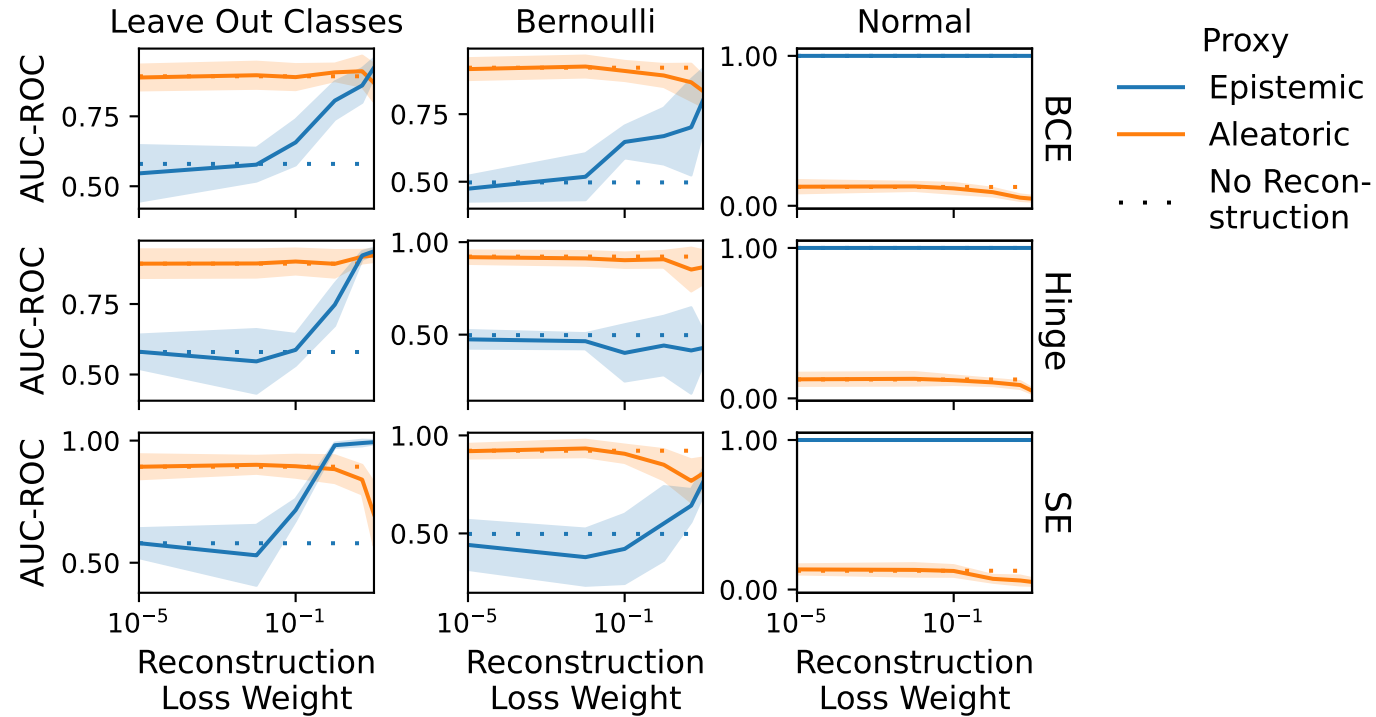 Leave Out Classes
Bernoulli
Normal
AUC-ROC
0.75
0.50
0.75
0.50
1.00
0.00
BCE
AUC-ROC
0.75
0.50
1.00
0.50
1.00
0.00
Hinge
AUC-ROC
1.00
0.50
1.00
0.50
1.00
0.00
SE
10⁻⁵
10⁻¹
10⁻⁵
10⁻¹
10⁻⁵
10⁻¹
Reconstruction
Loss Weight
Reconstruction
Loss Weight
Reconstruction
Loss Weight
Proxy
Epistemic
Aleatoric
No Recon-
struction